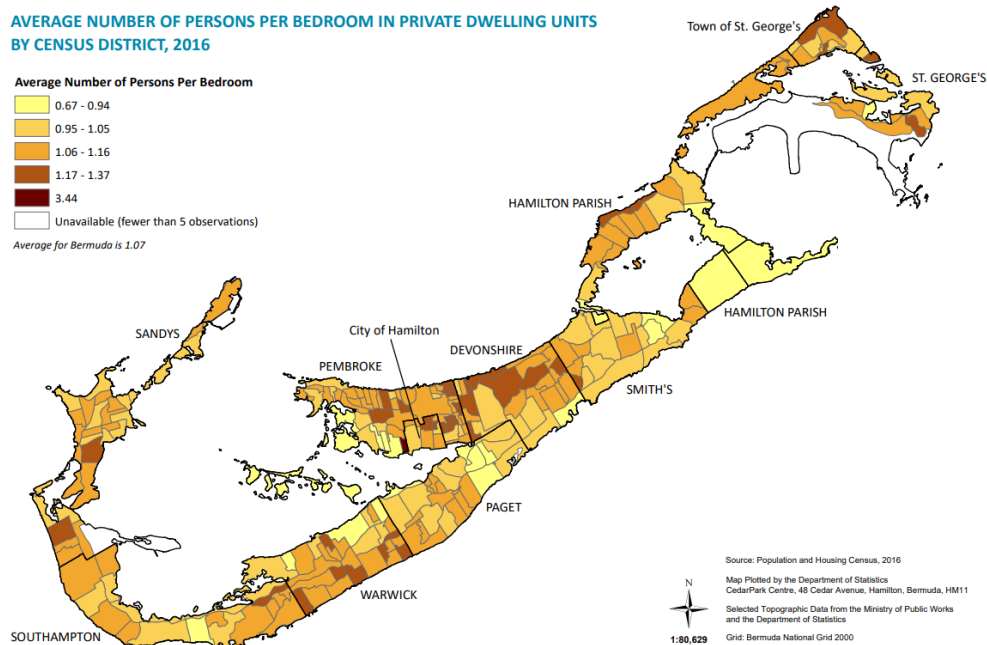 AVERAGE NUMBER OF PERSONS PER BEDROOM IN PRIVATE DWELLING UNITS
BY CENSUS DISTRICT, 2016
Average Number of Persons Per Bedroom
0.67 - 0.94
0.95 - 1.05
1.06 - 1.16
1.17 - 1.37
3.44
Unavailable (fewer than 5 observations)
Average for Bermuda is 1.07
Town of St. George's
ST. GEORGE'S
HAMILTON PARISH
HAMILTON PARISH
SANDYS
City of Hamilton
PEMBROKE
DEVONSHIRE
SMITH'S
PAGET
WARWICK
SOUTHAMPTON
N
1:80,629
Source: Population and Housing Census, 2016
Map Plotted by the Department of Statistics
CedarPark Centre, 48 Cedar Avenue, Hamilton, Bermuda, HM11
Selected Topographic Data from the Ministry of Public Works
and the Department of Statistics
Grid: Bermuda National Grid 2000